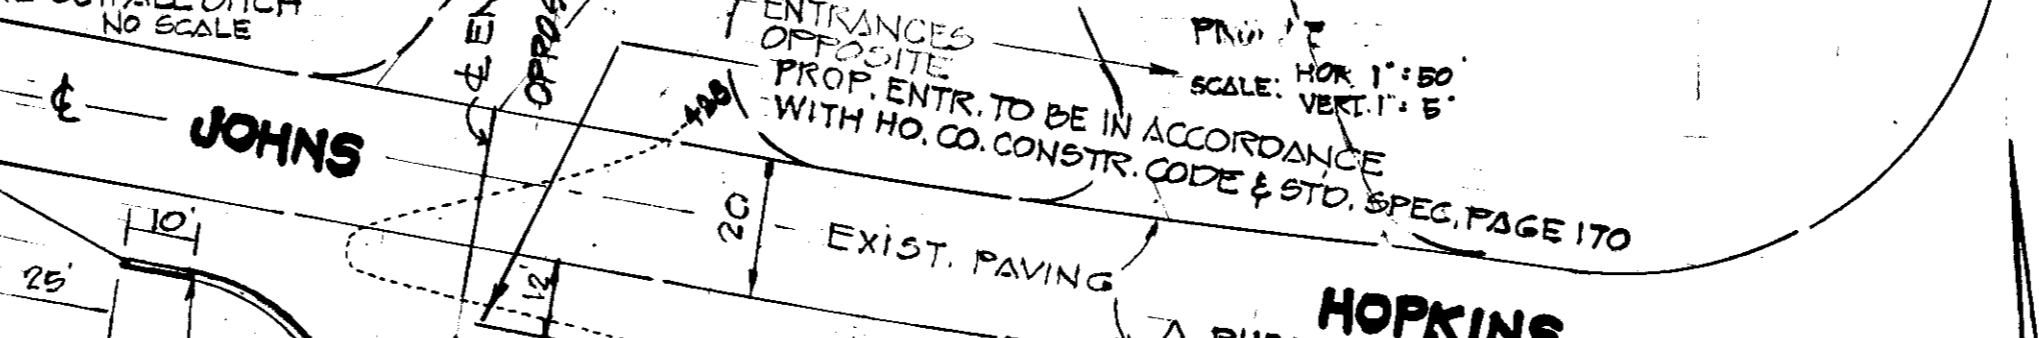 NO SCALE
ENTRANCES
OPPOSITE
PROP. ENTR. TO BE IN ACCORDANCE
WITH HO. CO. CONSTR. CODE & STD. SPEC. PAGE 170
SCALE: HOR 1":50'
VERT. 1": 5'
℄
JOHNS
℄
428
20
EXIST. PAVING
10'
25'
12'
HOPKINS